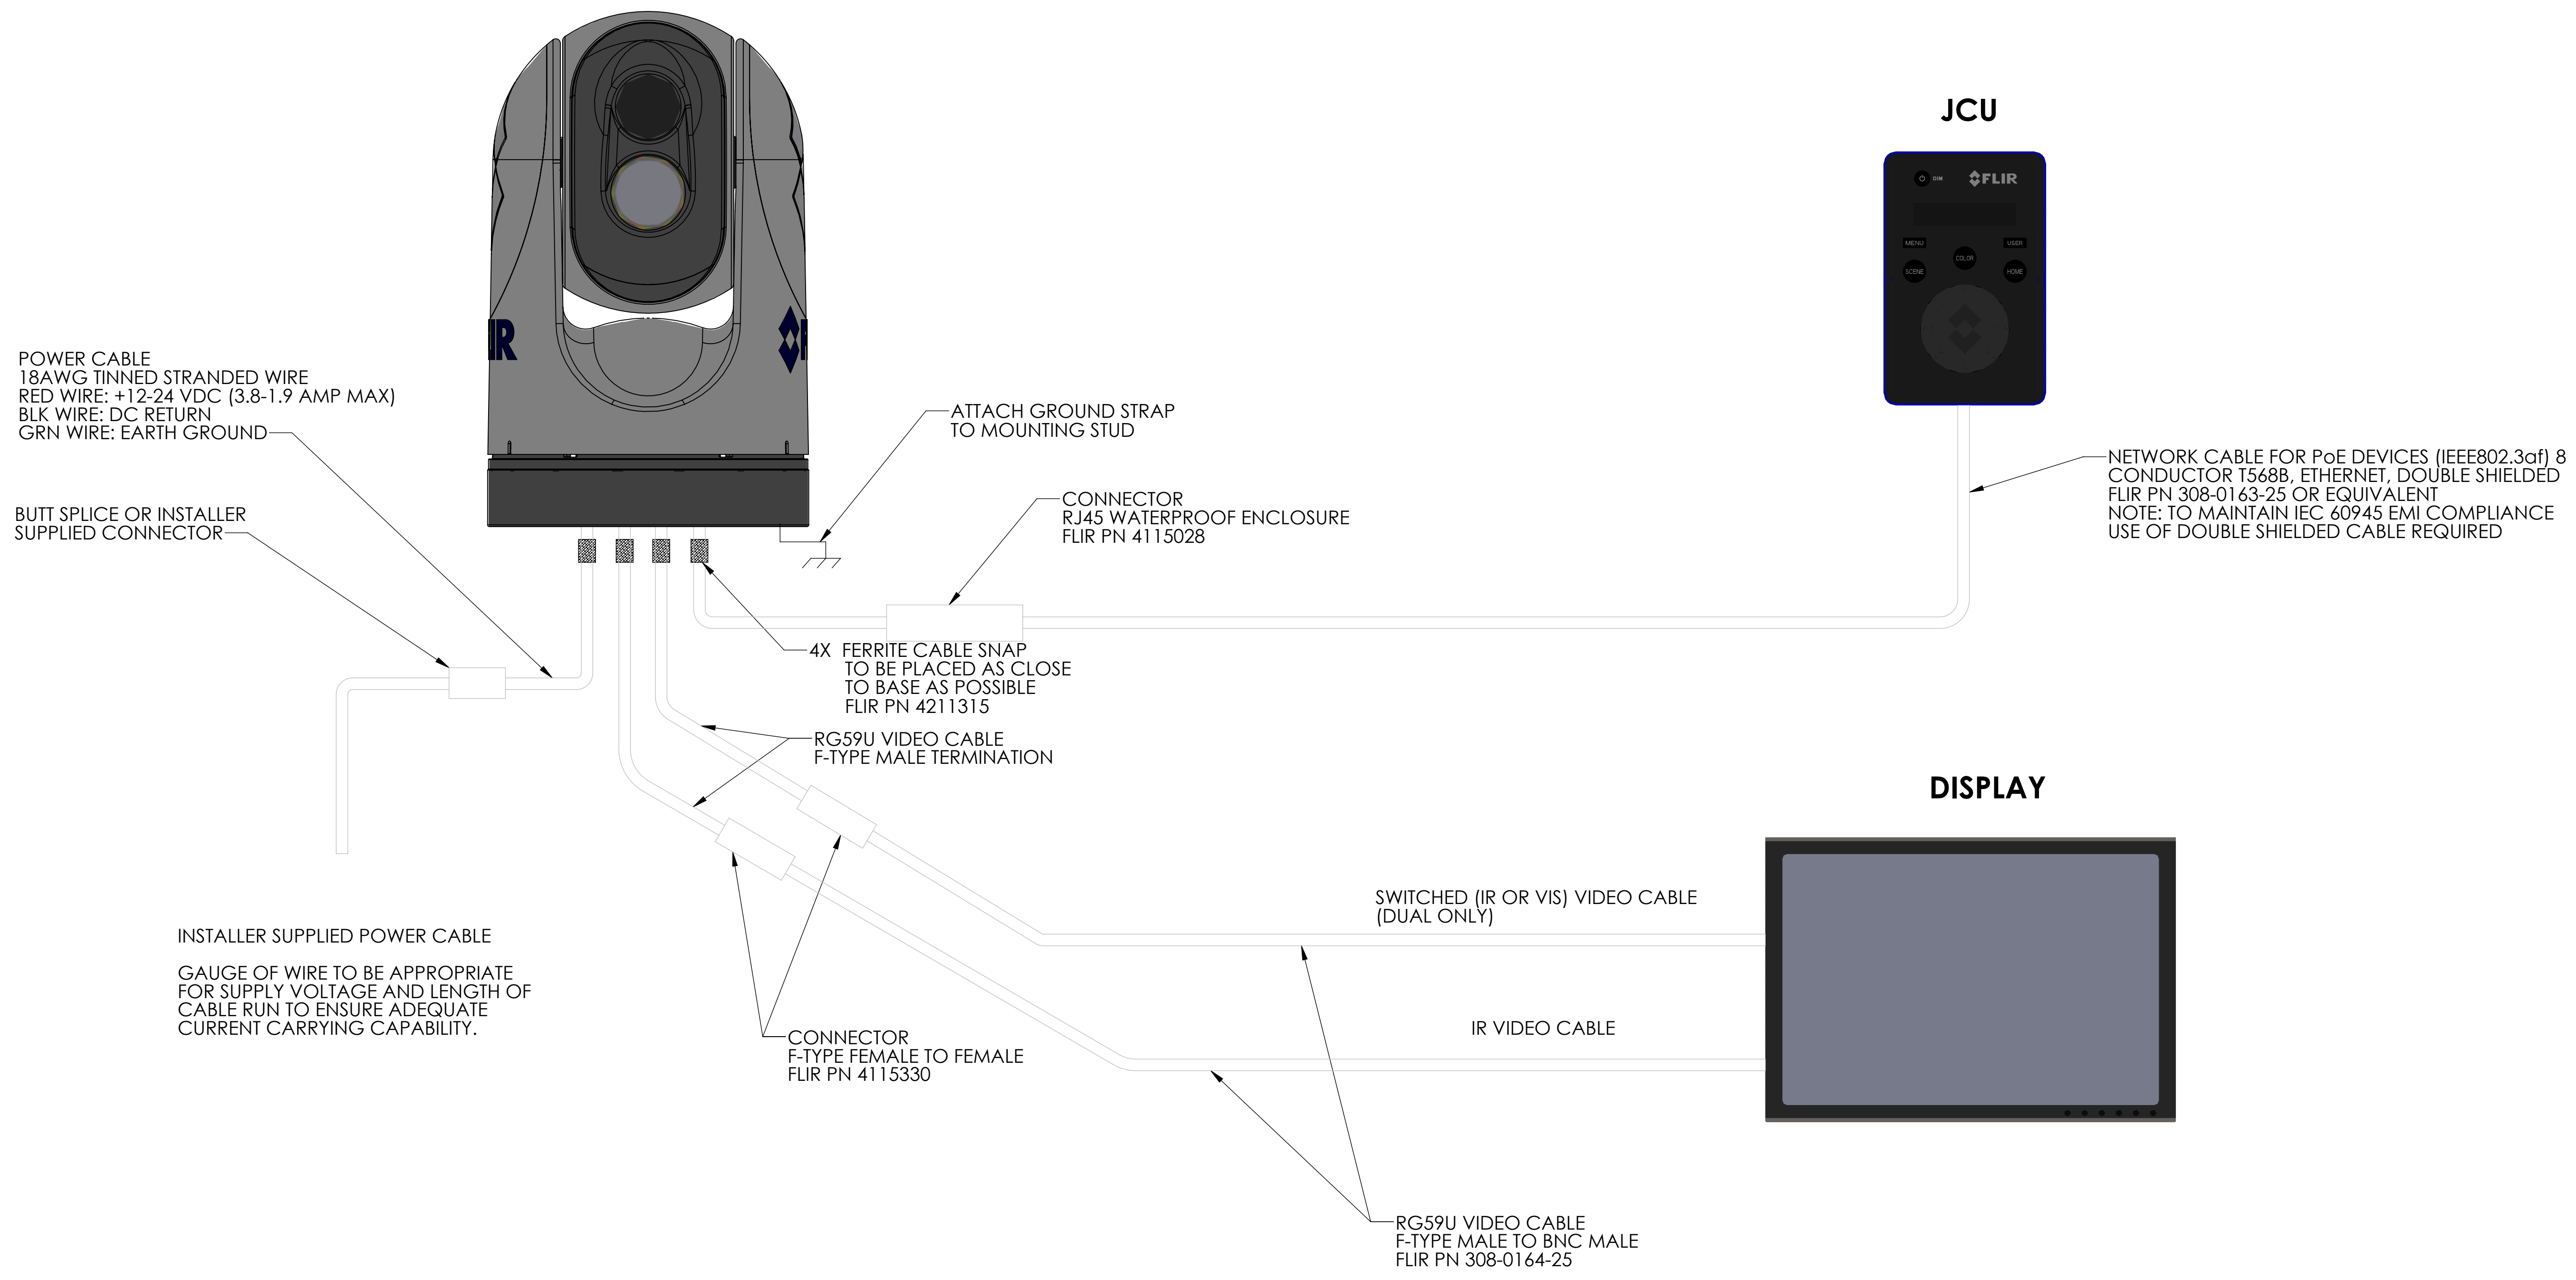 JCU
DIM
FLIR
MENU
USER
COLOR
SCENE
HOME
IR
POWER CABLE
18AWG TINNED STRANDED WIRE
RED WIRE: +12-24 VDC (3.8-1.9 AMP MAX)
BLK WIRE: DC RETURN
GRN WIRE: EARTH GROUND
ATTACH GROUND STRAP
TO MOUNTING STUD
NETWORK CABLE FOR PoE DEVICES (IEEE802.3af) 8
CONDUCTOR T568B, ETHERNET, DOUBLE SHIELDED
FLIR PN 308-0163-25 OR EQUIVALENT
NOTE: TO MAINTAIN IEC 60945 EMI COMPLIANCE
USE OF DOUBLE SHIELDED CABLE REQUIRED
CONNECTOR
RJ45 WATERPROOF ENCLOSURE
FLIR PN 4115028
BUTT SPLICE OR INSTALLER
SUPPLIED CONNECTOR
4X FERRITE CABLE SNAP
TO BE PLACED AS CLOSE
TO BASE AS POSSIBLE
FLIR PN 4211315
RG59U VIDEO CABLE
F-TYPE MALE TERMINATION
DISPLAY
SWITCHED (IR OR VIS) VIDEO CABLE
(DUAL ONLY)
INSTALLER SUPPLIED POWER CABLE
GAUGE OF WIRE TO BE APPROPRIATE
FOR SUPPLY VOLTAGE AND LENGTH OF
CABLE RUN TO ENSURE ADEQUATE
CURRENT CARRYING CAPABILITY.
IR VIDEO CABLE
CONNECTOR
F-TYPE FEMALE TO FEMALE
FLIR PN 4115330
RG59U VIDEO CABLE
F-TYPE MALE TO BNC MALE
FLIR PN 308-0164-25